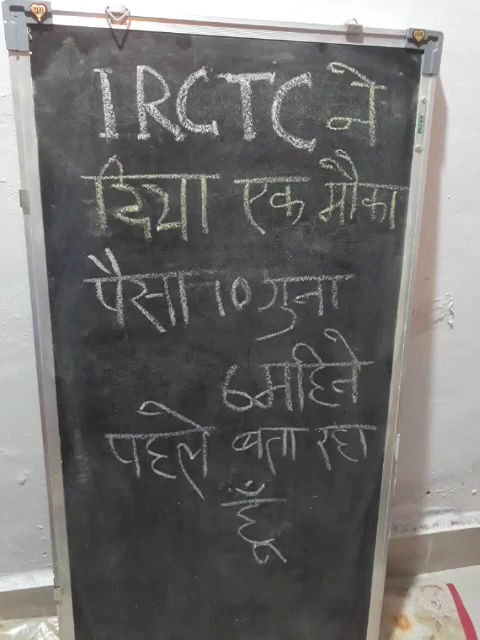 IRCTC ने
दिया एक मौका
पैसा 10 गुना
6 महिने
पहले बता रहा
हूँ